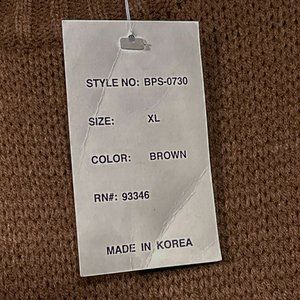 STYLE NO: BPS-0730
SIZE: XL
COLOR: BROWN
RN#: 93346
MADE IN KOREA